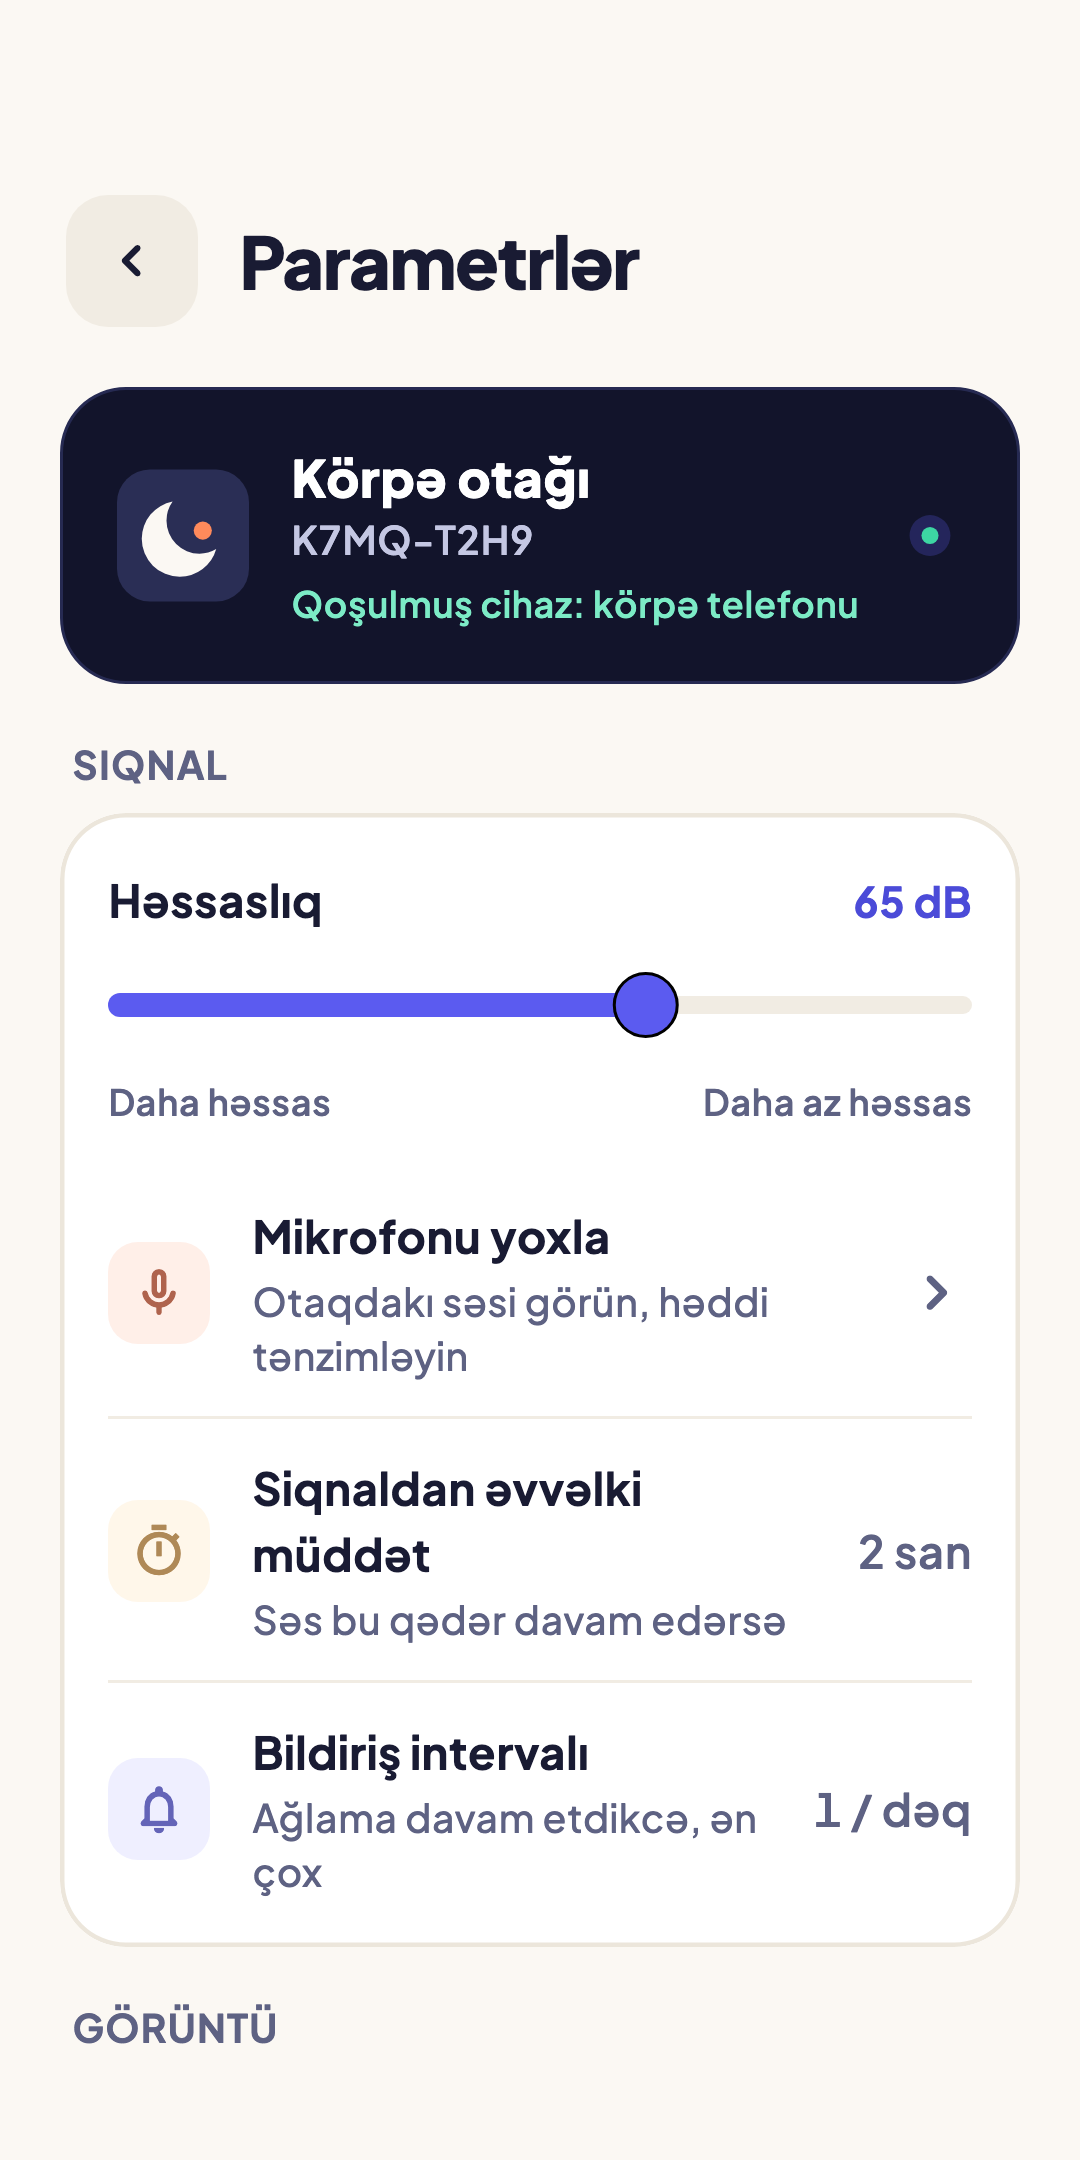 Parametrlər
Körpə otağı
K7MQ-T2H9
Qoşulmuş cihaz: körpə telefonu
SIQNAL
Həssaslıq
65 dB
Daha həssas
Daha az həssas
Mikrofonu yoxla
Otaqdakı səsi görün, həddi
tənzimləyin
Siqnaldan əvvəlki
müddət
2 san
Səs bu qədər davam edərsə
Bildiriş intervalı
Ağlama davam etdikcə, ən
çox
1 / dəq
GÖRÜNTÜ